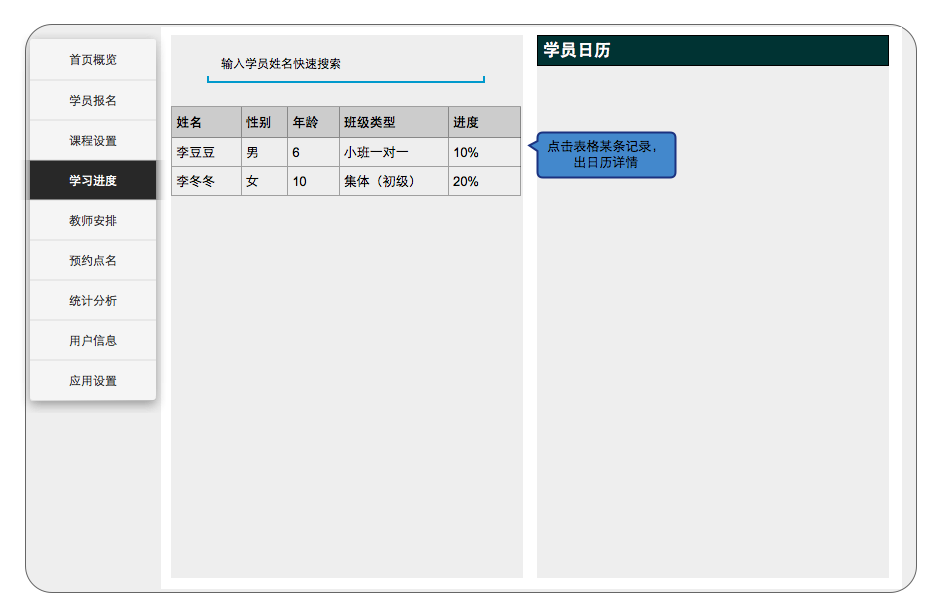 首页概览
学员报名
课程设置
学习进度
教师安排
预约点名
统计分析
用户信息
应用设置
输入学员姓名快速搜索
姓名 性别 年龄 班级类型 进度
李豆豆 男 6 小班一对一 10%
李冬冬 女 10 集体（初级） 20%
学员日历
点击表格某条记录，
出日历详情